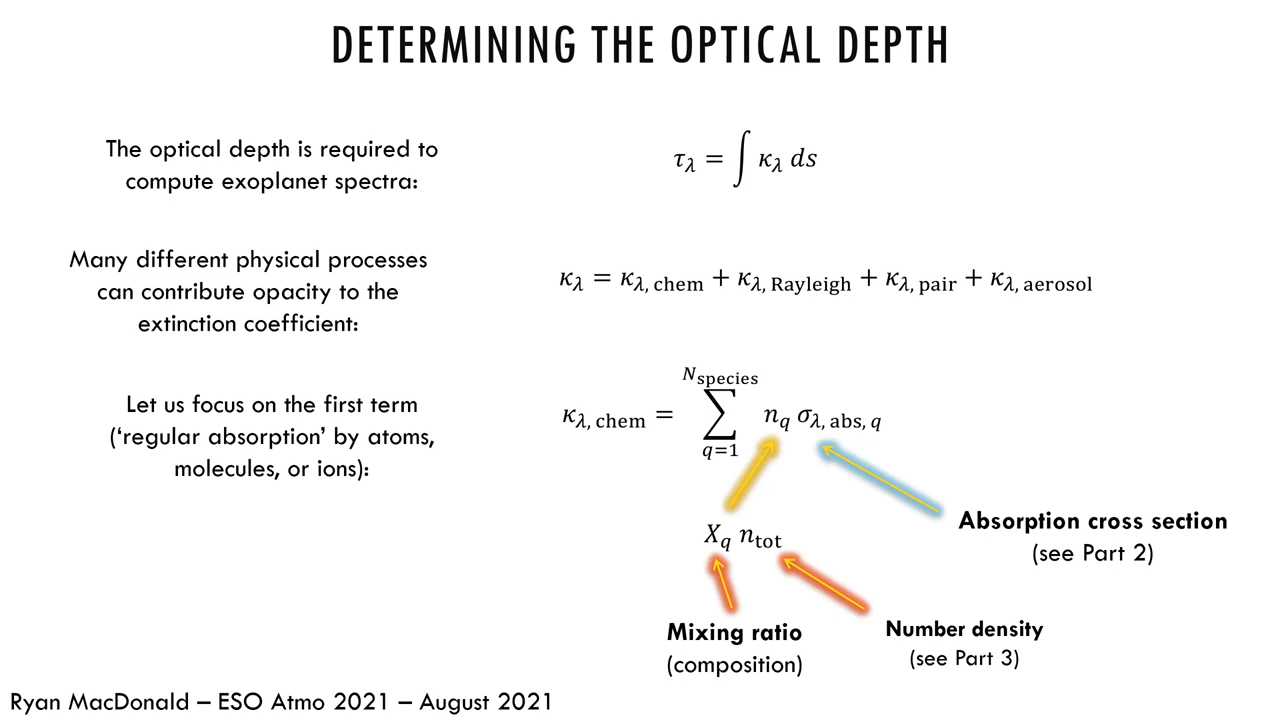 DETERMINING THE OPTICAL DEPTH
The optical depth is required to
compute exoplanet spectra:
τ_λ = ∫ κ_λ ds
Many different physical processes
can contribute opacity to the
extinction coefficient:
κ_λ = κ_λ, chem + κ_λ, Rayleigh + κ_λ, pair + κ_λ, aerosol
Let us focus on the first term
(‘regular absorption’ by atoms,
molecules, or ions):
κ_λ, chem = ∑_{q=1}^{N_species} n_q σ_λ, abs, q
X_q n_tot
Absorption cross section
(see Part 2)
Mixing ratio
(composition)
Number density
(see Part 3)
Ryan MacDonald – ESO Atmo 2021 – August 2021